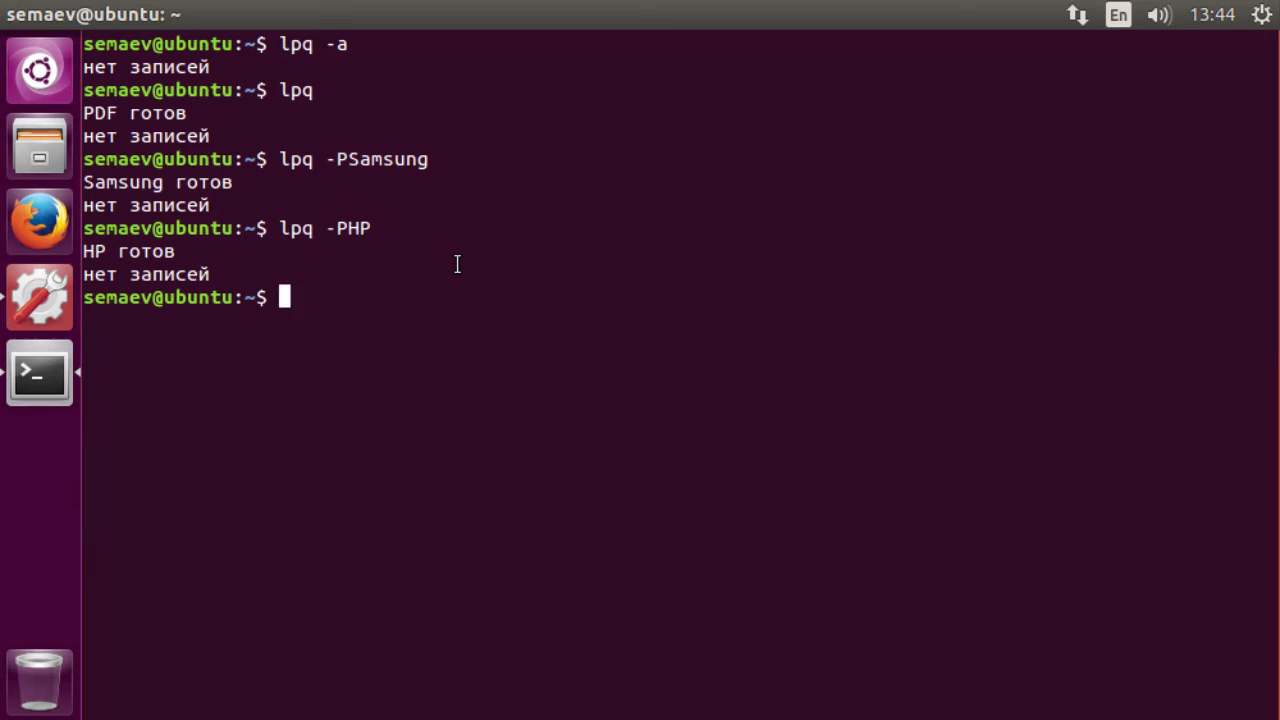 semaev@ubuntu: ~
En
13:44
semaev@ubuntu:~$ lpq -a
нет записей
semaev@ubuntu:~$ lpq
PDF готов
нет записей
semaev@ubuntu:~$ lpq -PSamsung
Samsung готов
нет записей
semaev@ubuntu:~$ lpq -PHP
HP готов
нет записей
semaev@ubuntu:~$
>_